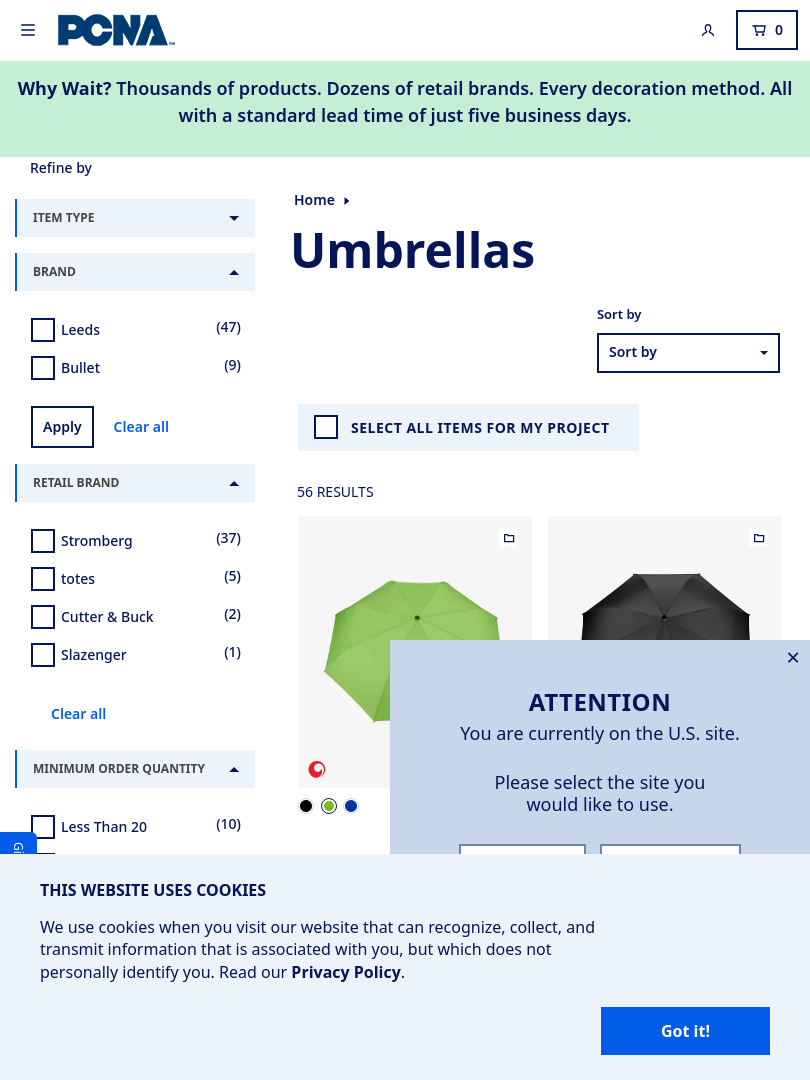 PCNA
0
Why Wait? Thousands of products. Dozens of retail brands. Every decoration method. All
with a standard lead time of just five business days.
Refine by
ITEM TYPE
BRAND
Leeds (47)
Bullet (9)
Apply Clear all
RETAIL BRAND
Stromberg (37)
totes (5)
Cutter & Buck (2)
Slazenger (1)
Clear all
MINIMUM ORDER QUANTITY
Less Than 20 (10)
Home
Umbrellas
Sort by
Sort by
SELECT ALL ITEMS FOR MY PROJECT
56 RESULTS
ATTENTION
You are currently on the U.S. site.
Please select the site you
would like to use.
THIS WEBSITE USES COOKIES
We use cookies when you visit our website that can recognize, collect, and
transmit information that is associated with you, but which does not
personally identify you. Read our Privacy Policy.
Got it!